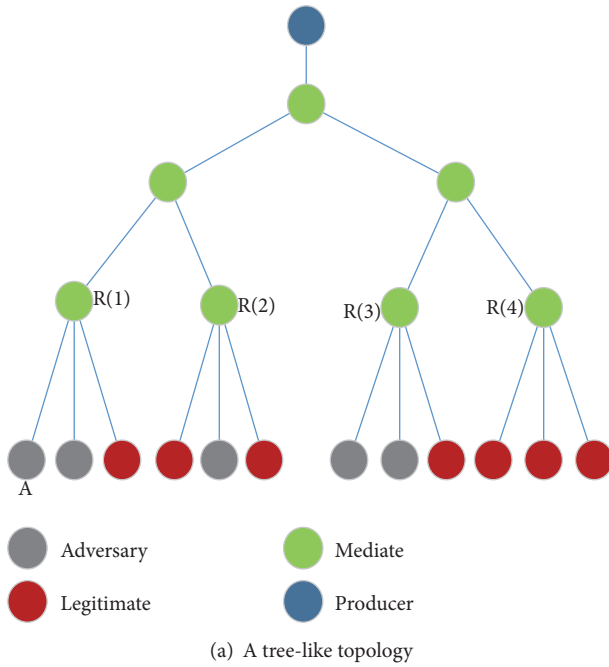 R(1)
R(2)
R(3)
R(4)
A
Adversary
Mediate
Legitimate
Producer
(a) A tree-like topology